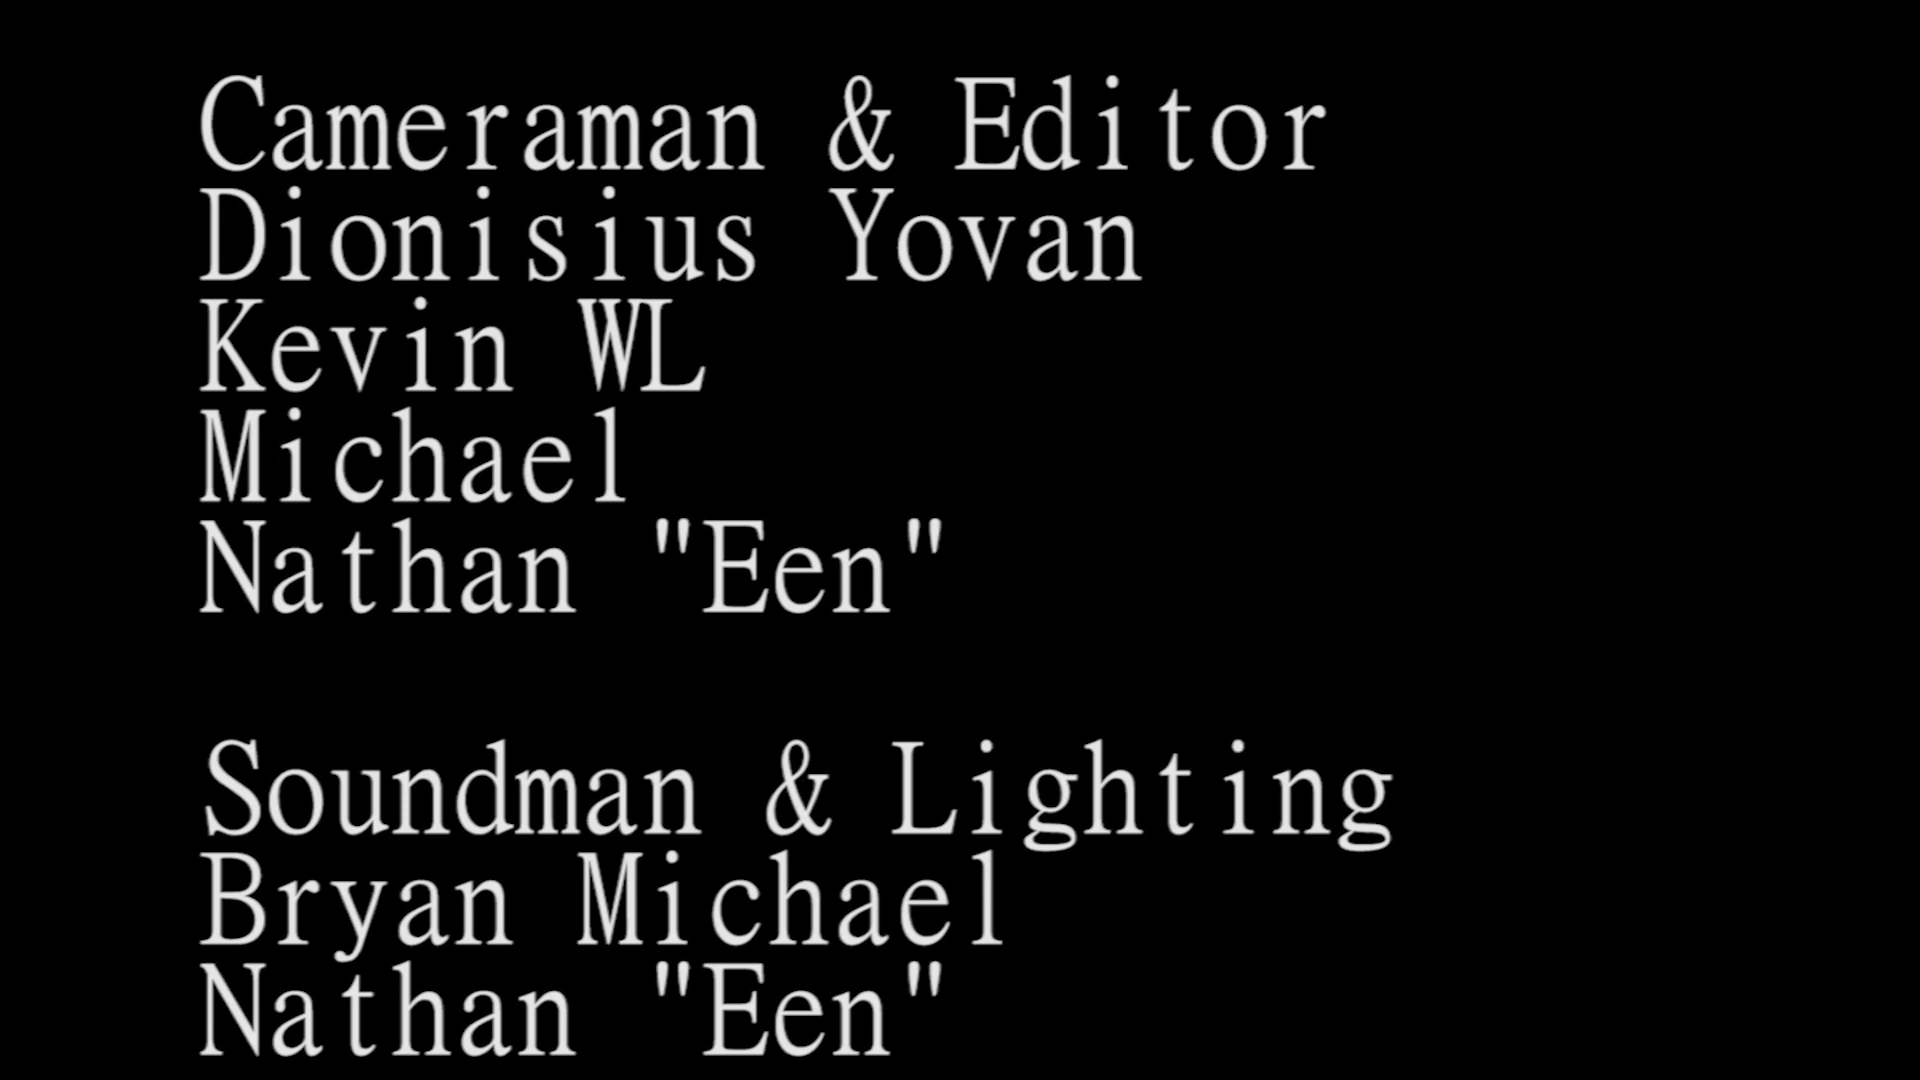 Cameraman & Editor
Dionisius Yovan
Kevin WL
Michael
Nathan "Een"
Soundman & Lighting
Bryan Michael
Nathan "Een"